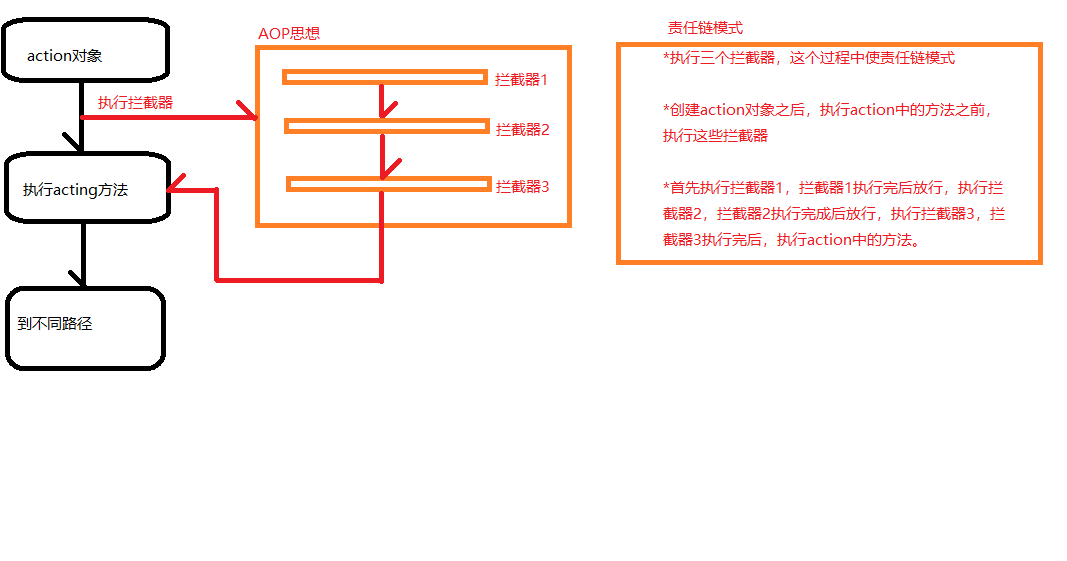 action对象
执行拦截器
执行acting方法
到不同路径
AOP思想
拦截器1
拦截器2
拦截器3
责任链模式
*执行三个拦截器，这个过程中使责任链模式
*创建action对象之后，执行action中的方法之前，
执行这些拦截器
*首先执行拦截器1，拦截器1执行完后放行，执行拦
截器2，拦截器2执行完成后放行，执行拦截器3，拦
截器3执行完后，执行action中的方法。